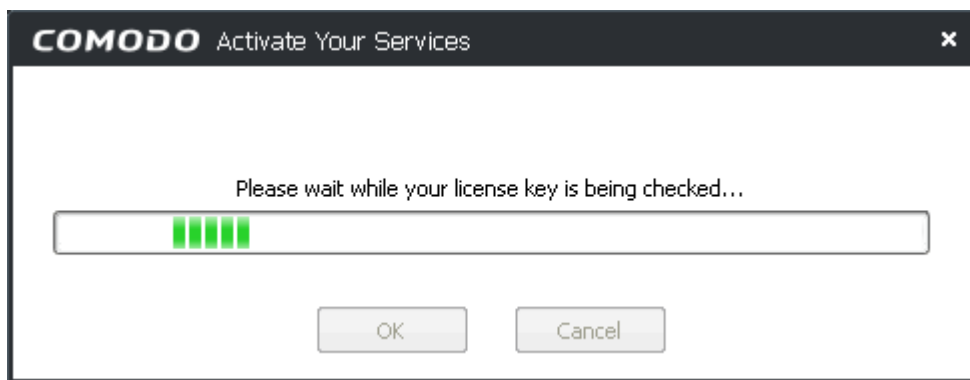 COMODO Activate Your Services
Please wait while your license key is being checked...
OK Cancel